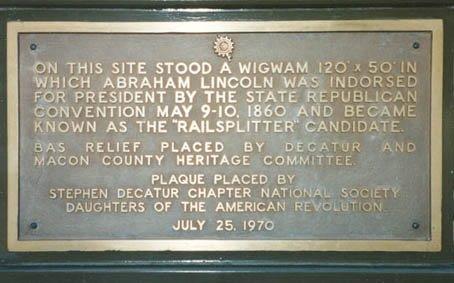 ON THIS SITE STOOD A WIGWAM 120' X 50' IN
WHICH ABRAHAM LINCOLN WAS INDORSED
FOR PRESIDENT BY THE STATE REPUBLICAN
CONVENTION MAY 9-10, 1860 AND BECAME
KNOWN AS THE "RAILSPLITTER" CANDIDATE.
BAS RELIEF PLACED BY DECATUR AND
MACON COUNTY HERITAGE COMMITTEE.
PLAQUE PLACED BY
STEPHEN DECATUR CHAPTER NATIONAL SOCIETY
DAUGHTERS OF THE AMERICAN REVOLUTION
JULY 25, 1970